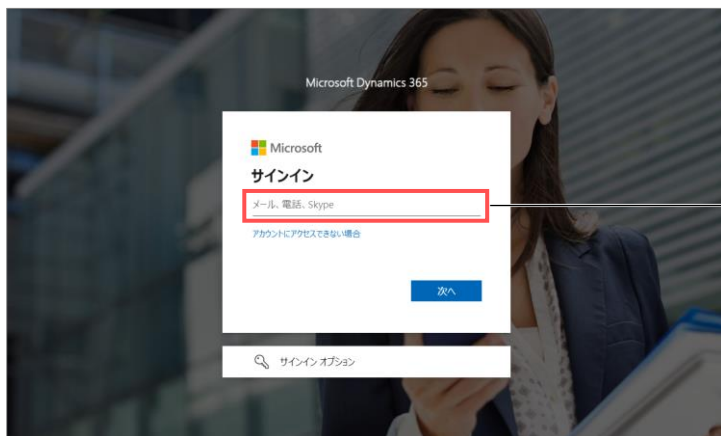 Microsoft Dynamics 365
Microsoft
サインイン
メール、電話、Skype
アカウントにアクセスできない場合
次へ
サインイン オプション